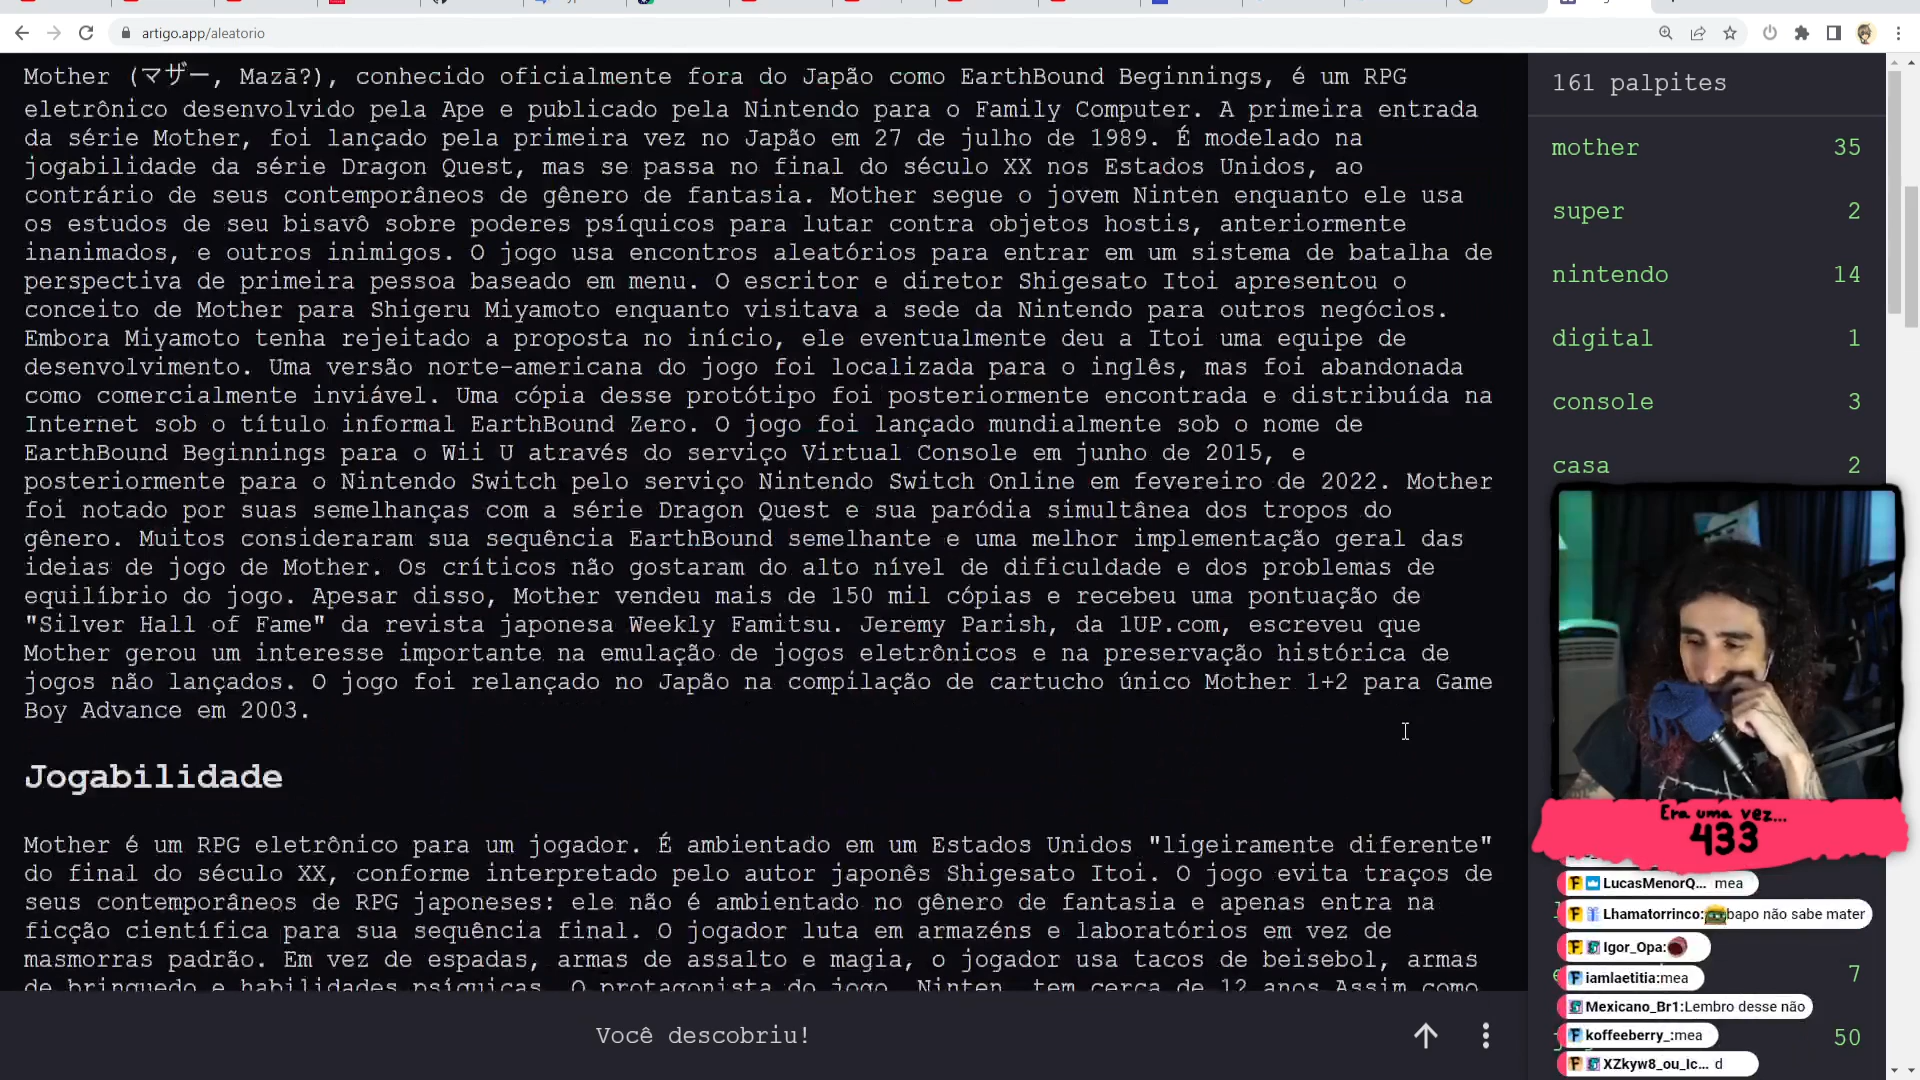 artigo.app/aleatorio
Mother (マザー, Mazā?), conhecido oficialmente fora do Japão como EarthBound Beginnings, é um RPG
eletrônico desenvolvido pela Ape e publicado pela Nintendo para o Family Computer. A primeira entrada
da série Mother, foi lançado pela primeira vez no Japão em 27 de julho de 1989. É modelado na
jogabilidade da série Dragon Quest, mas se passa no final do século XX nos Estados Unidos, ao
contrário de seus contemporâneos de gênero de fantasia. Mother segue o jovem Ninten enquanto ele usa
os estudos de seu bisavô sobre poderes psíquicos para lutar contra objetos hostis, anteriormente
inanimados, e outros inimigos. O jogo usa encontros aleatórios para entrar em um sistema de batalha de
perspectiva de primeira pessoa baseado em menu. O escritor e diretor Shigesato Itoi apresentou o
conceito de Mother para Shigeru Miyamoto enquanto visitava a sede da Nintendo para outros negócios.
Embora Miyamoto tenha rejeitado a proposta no início, ele eventualmente deu a Itoi uma equipe de
desenvolvimento. Uma versão norte-americana do jogo foi localizada para o inglês, mas foi abandonada
como comercialmente inviável. Uma cópia desse protótipo foi posteriormente encontrada e distribuída na
Internet sob o título informal EarthBound Zero. O jogo foi lançado mundialmente sob o nome de
EarthBound Beginnings para o Wii U através do serviço Virtual Console em junho de 2015, e
posteriormente para o Nintendo Switch pelo serviço Nintendo Switch Online em fevereiro de 2022. Mother
foi notado por suas semelhanças com a série Dragon Quest e sua paródia simultânea dos tropos do
gênero. Muitos consideraram sua sequência EarthBound semelhante e uma melhor implementação geral das
ideias de jogo de Mother. Os críticos não gostaram do alto nível de dificuldade e dos problemas de
equilíbrio do jogo. Apesar disso, Mother vendeu mais de 150 mil cópias e recebeu uma pontuação de
"Silver Hall of Fame" da revista japonesa Weekly Famitsu. Jeremy Parish, da 1UP.com, escreveu que
Mother gerou um interesse importante na emulação de jogos eletrônicos e na preservação histórica de
jogos não lançados. O jogo foi relançado no Japão na compilação de cartucho único Mother 1+2 para Game
Boy Advance em 2003.
Jogabilidade
Mother é um RPG eletrônico para um jogador. É ambientado em um Estados Unidos "ligeiramente diferente"
do final do século XX, conforme interpretado pelo autor japonês Shigesato Itoi. O jogo evita traços de
seus contemporâneos de RPG japoneses: ele não é ambientado no gênero de fantasia e apenas entra na
ficção científica para sua sequência final. O jogador luta em armazéns e laboratórios em vez de
masmorras padrão. Em vez de espadas, armas de assalto e magia, o jogador usa tacos de beisebol, armas
de brinquedo e habilidades psíquicas. O protagonista do jogo, Ninten, tem cerca de 12 anos Assim como
Você descobriu!
161 palpites
mother 35
super 2
nintendo 14
digital 1
console 3
casa 2
7
50
Era uma vez...
433
LucasMenorQ... mea
Lhamatorrinco: bapo não sabe mater
Igor_Opa:
iamlaetitia:mea
Mexicano_Br1:Lembro desse não
koffeeberry_:mea
XZkyw8_ou_Ic... d